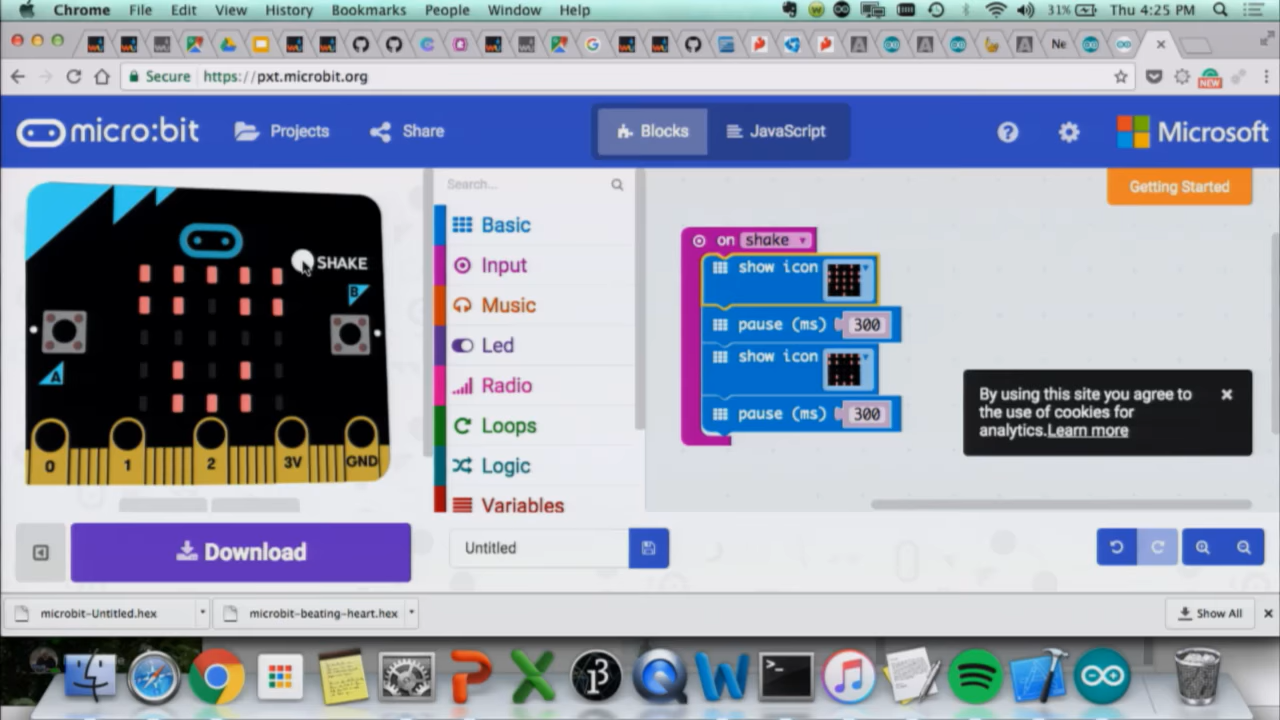 Chrome File Edit View History Bookmarks People Window Help 31% Thu 4:25 PM
Ne
Secure https://pxt.microbit.org
NEW
micro:bit Projects Share Blocks JavaScript ? Microsoft
Search...
Getting Started
Basic
Input
Music
Led
Radio
Loops
Logic
Variables
SHAKE
B
A
0 1 2 3V GND
on shake
show icon
pause (ms) 300
show icon
pause (ms) 300
By using this site you agree to
the use of cookies for
analytics.Learn more
Download
Untitled
microbit-Untitled.hex microbit-beating-heart.hex Show All